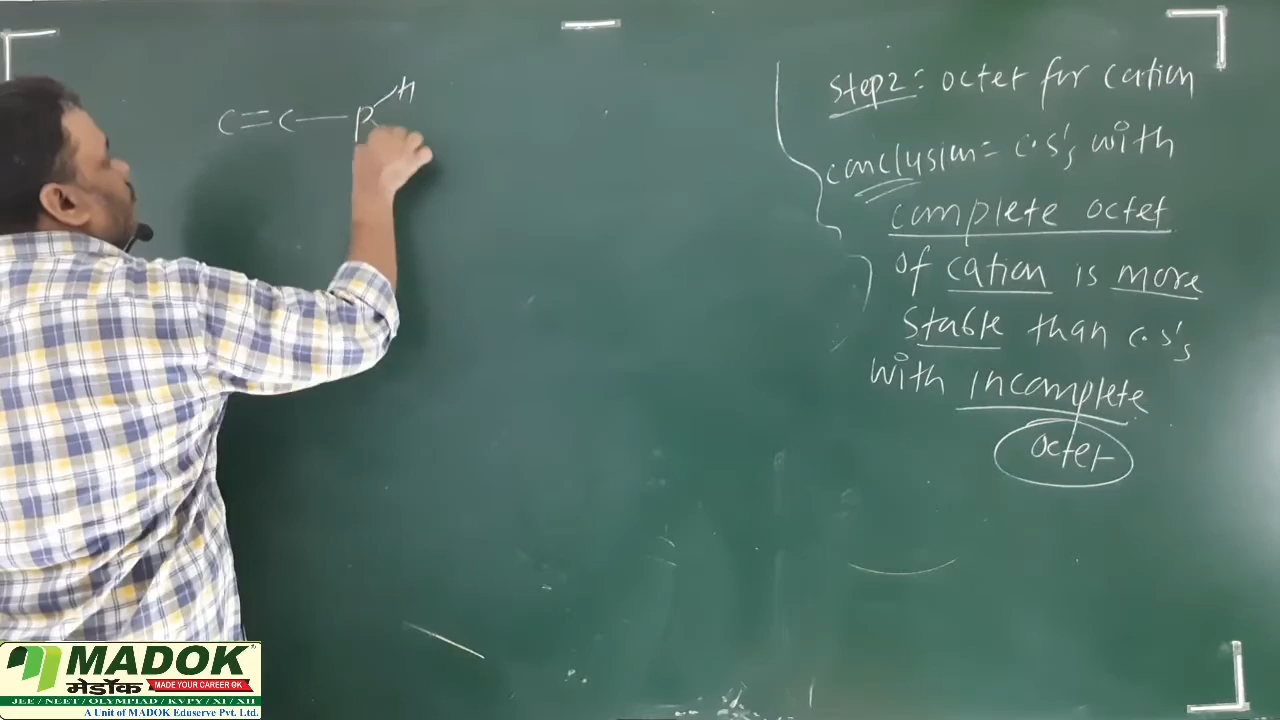 C=C—P—H
Step2: octet for cation
conclusion= C.S's with
complete octet
of cation is more
stable than C.S's
with incomplete
octet
MADOK
मेडॉक MADE YOUR CAREER OK
JEE / NEET / OLYMPIAD / KVPY / XI / XII
A Unit of MADOK Eduserve Pvt. Ltd.